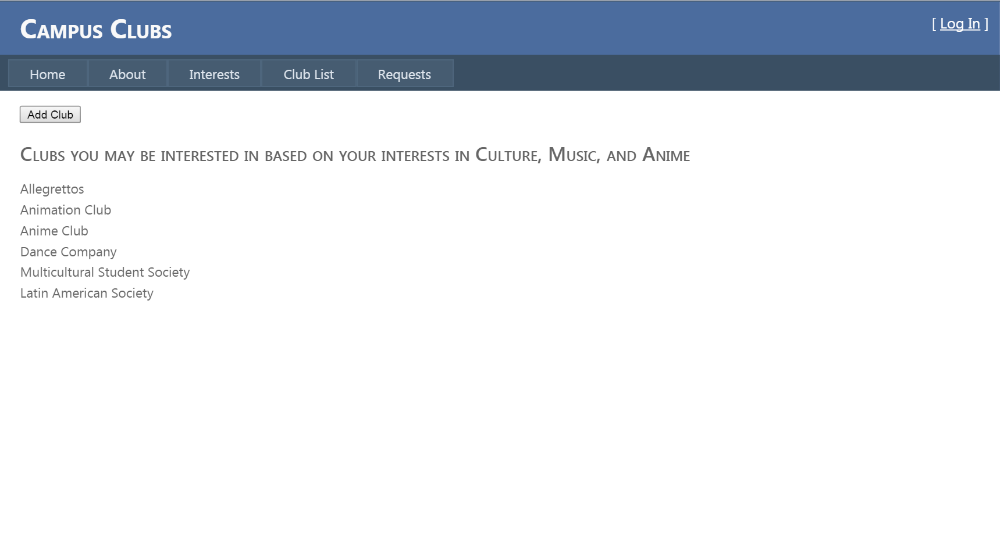 Campus Clubs
[ Log In ]
Home
About
Interests
Club List
Requests
Add Club
Clubs you may be interested in based on your interests in Culture, Music, and Anime
Allegrettos
Animation Club
Anime Club
Dance Company
Multicultural Student Society
Latin American Society